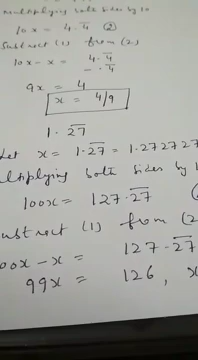 multiplying both sides by 10
10x = 4.4̅ ②
Subtract (1) from (2)
10x - x = 4.4̅
- .4̅
9x = 4
x = 4/9
1.2̅7̅
Let x = 1.2̅7̅ = 1.272727
multiplying both sides by 1
100x = 127.2̅7̅
Subtract (1) from (2
100x - x = 127.2̅7̅
99x = 126, x